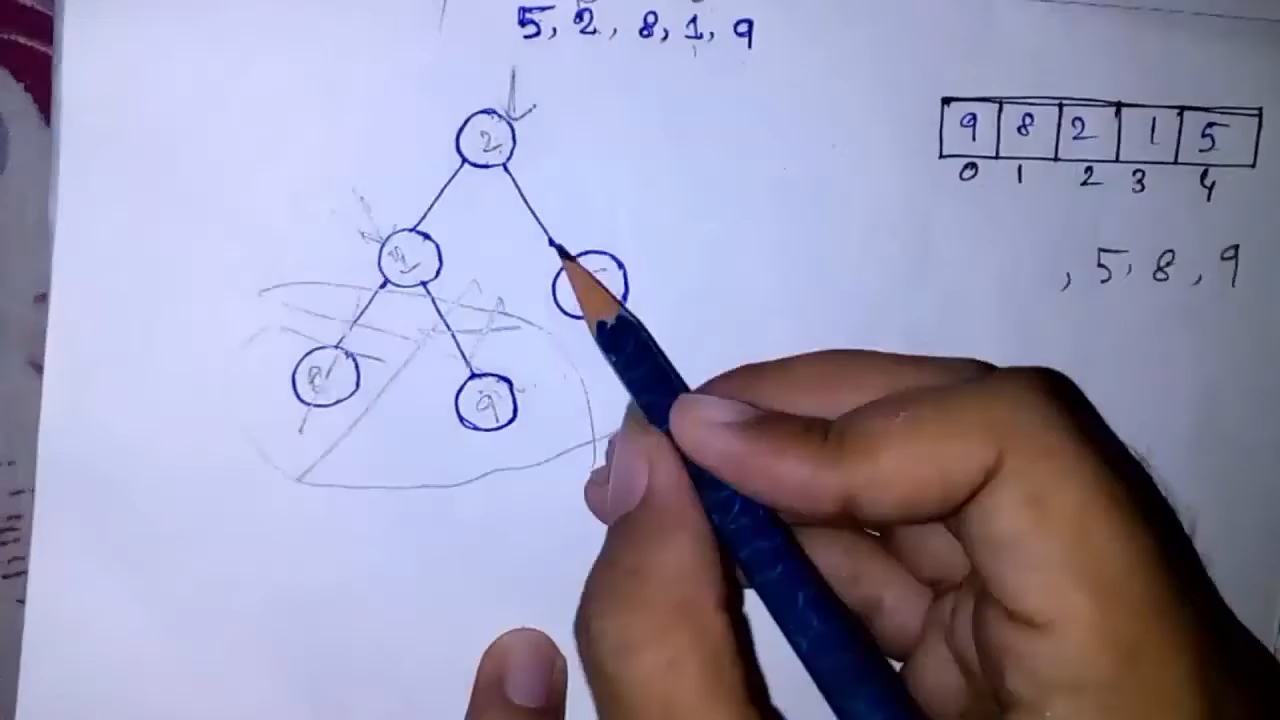 5, 2, 8, 1, 9
2
9 8 2 1 5
0 1 2 3 4
, 5, 8, 9
8 9